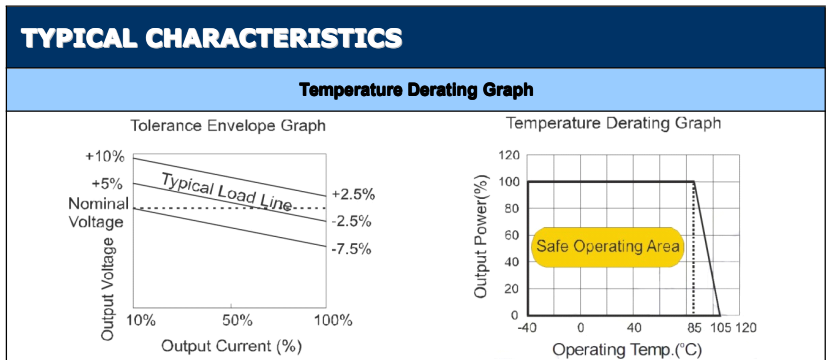 TYPICAL CHARACTERISTICS
Temperature Derating Graph
Tolerance Envelope Graph
+10%
+5%
Nominal
Voltage
Typical Load Line
+2.5%
-2.5%
-7.5%
Output Voltage
10%
50%
100%
Output Current (%)
Temperature Derating Graph
Output Power(%)
120
100
80
60
40
20
0
Safe Operating Area
-40
0
40
85
105
120
Operating Temp.(°C)